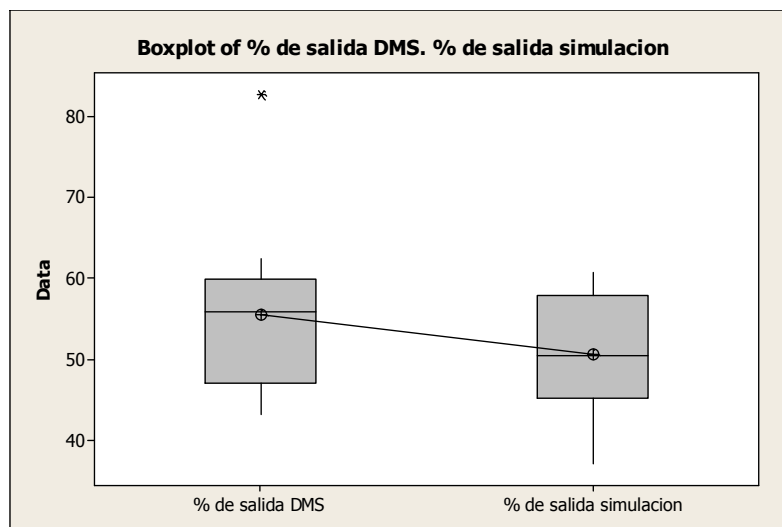 Boxplot of % de salida DMS. % de salida simulacion
Data
80
70
60
50
40
% de salida DMS
% de salida simulacion